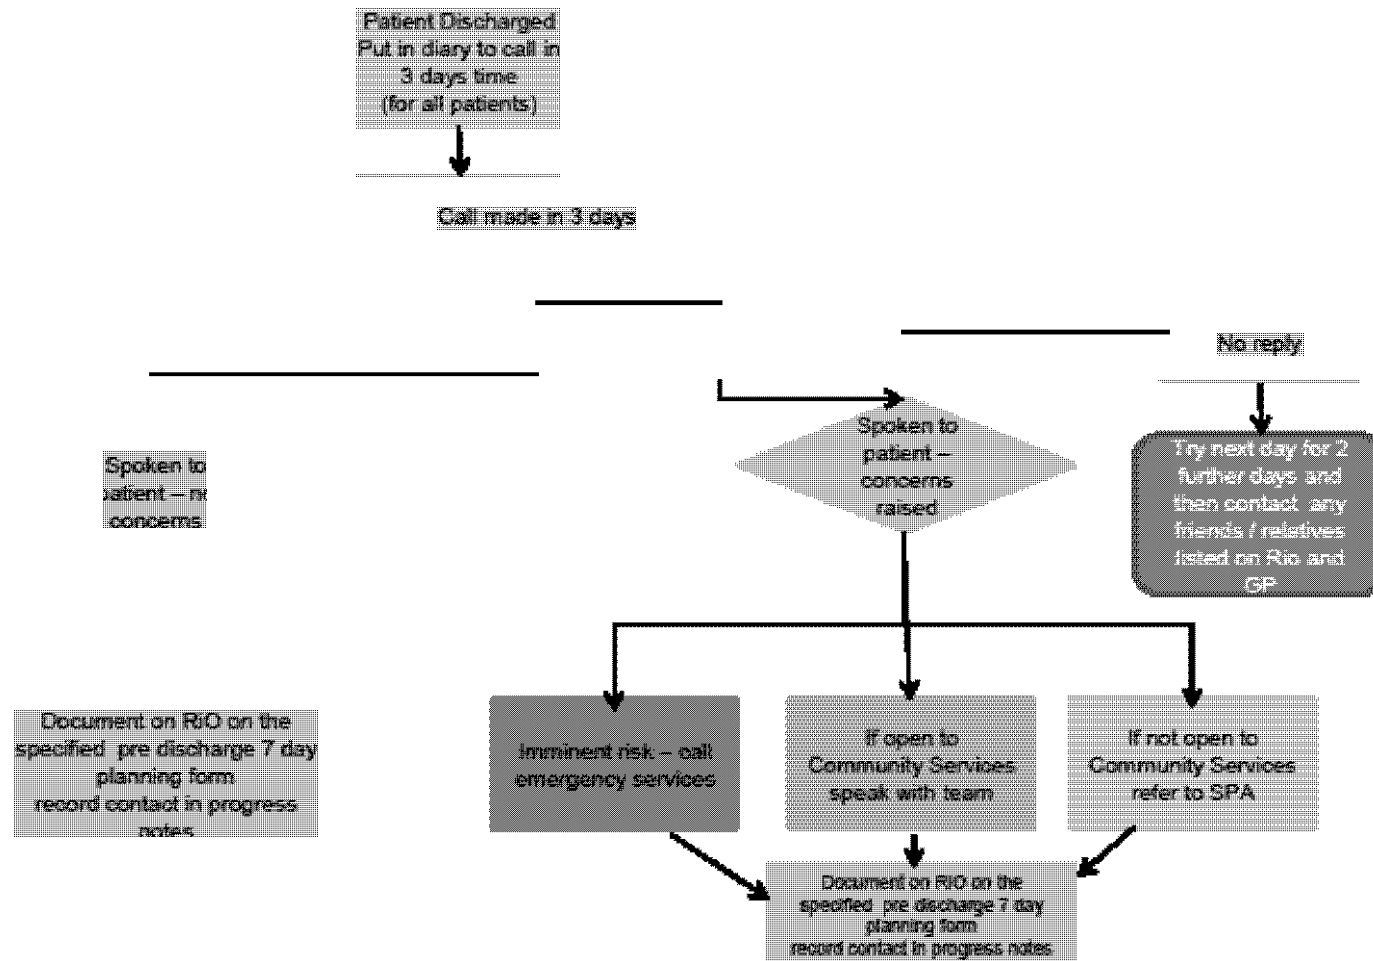 Patient Discharged
Put in diary to call in
3 days time
(for all patients)
Call made in 3 days
No reply
Spoken to
patient – no
concerns
Spoken to
patient –
concerns
raised
Try next day for 2
further days and
then contact any
friends / relatives
listed on Rio and
GP
Document on RiO on the
specified pre discharge 7 day
planning form
record contact in progress
notes
Imminent risk – call
emergency services
If open to
Community Services
speak with team
If not open to
Community Services
refer to SPA
Document on RiO on the
specified pre discharge 7 day
planning form
record contact in progress notes